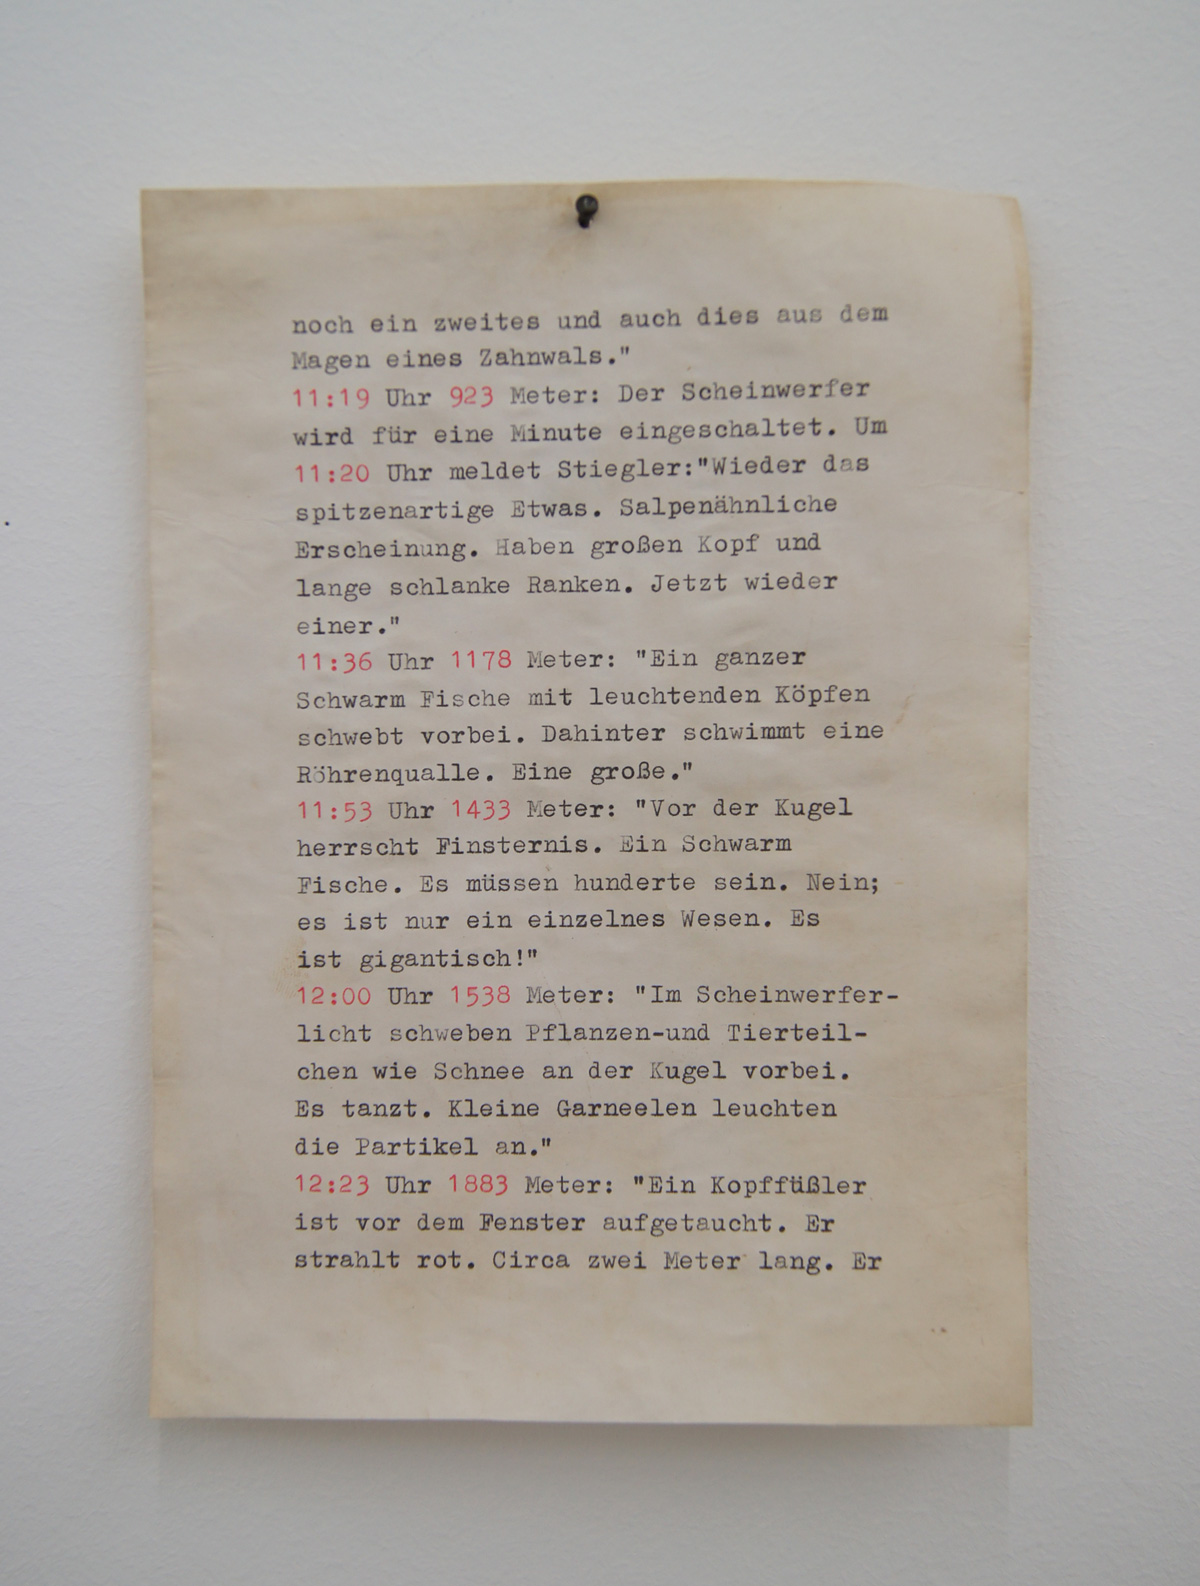 noch ein zweites und auch dies aus dem
Magen eines Zahnwals."
11:19 Uhr 923 Meter: Der Scheinwerfer
wird für eine Minute eingeschaltet. Um
11:20 Uhr meldet Stiegler:"Wieder das
spitzenartige Etwas. Salpenähnliche
Erscheinung. Haben großen Kopf und
lange schlanke Ranken. Jetzt wieder
einer."
11:36 Uhr 1178 Meter: "Ein ganzer
Schwarm Fische mit leuchtenden Köpfen
schwebt vorbei. Dahinter schwimmt eine
Röhrenqualle. Eine große."
11:53 Uhr 1433 Meter: "Vor der Kugel
herrscht Finsternis. Ein Schwarm
Fische. Es müssen hunderte sein. Nein;
es ist nur ein einzelnes Wesen. Es
ist gigantisch!"
12:00 Uhr 1538 Meter: "Im Scheinwerfer-
licht schweben Pflanzen-und Tierteil-
chen wie Schnee an der Kugel vorbei.
Es tanzt. Kleine Garneelen leuchten
die Partikel an."
12:23 Uhr 1883 Meter: "Ein Kopffüßler
ist vor dem Fenster aufgetaucht. Er
strahlt rot. Circa zwei Meter lang. Er